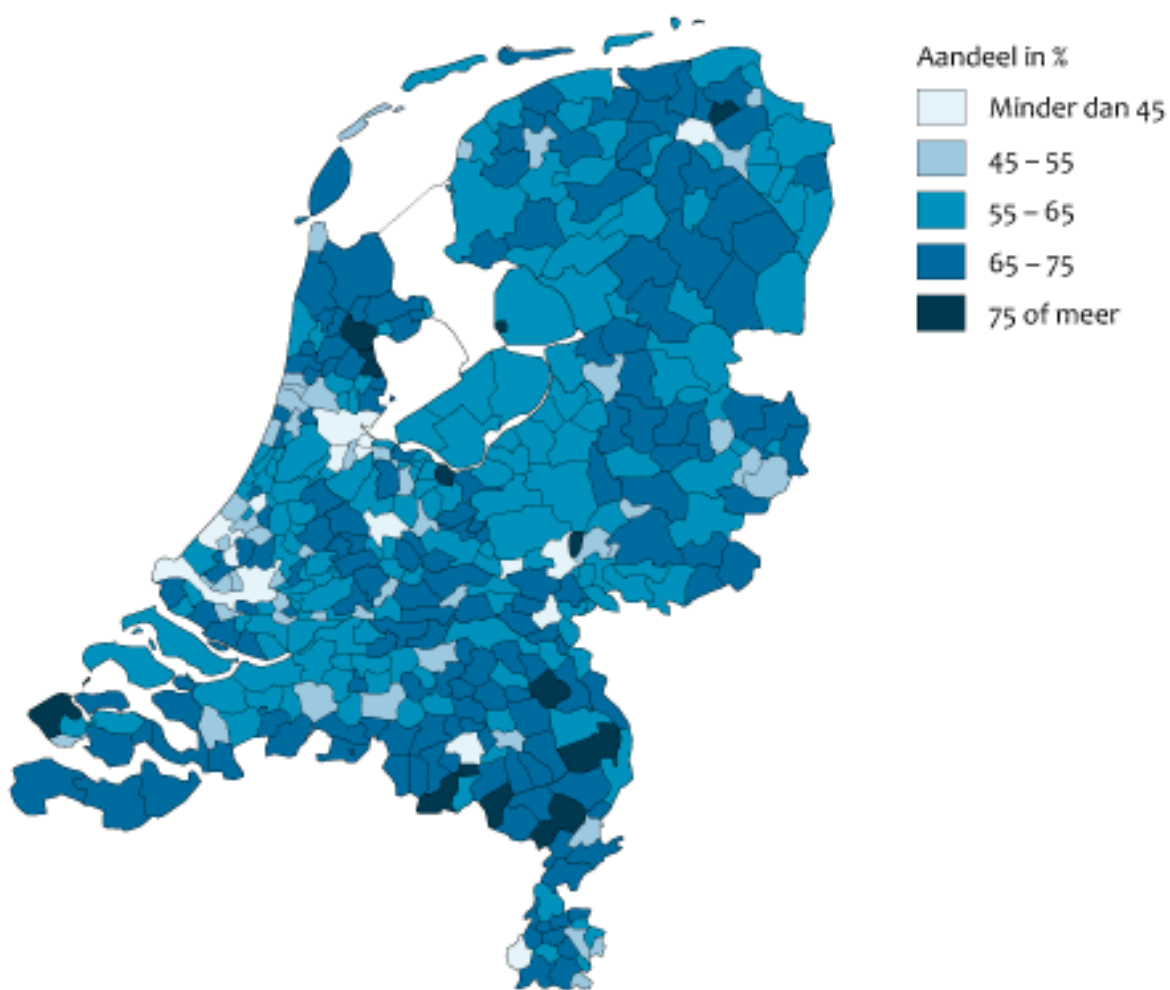 Aandeel in %
Minder dan 45
45 – 55
55 – 65
65 – 75
75 of meer